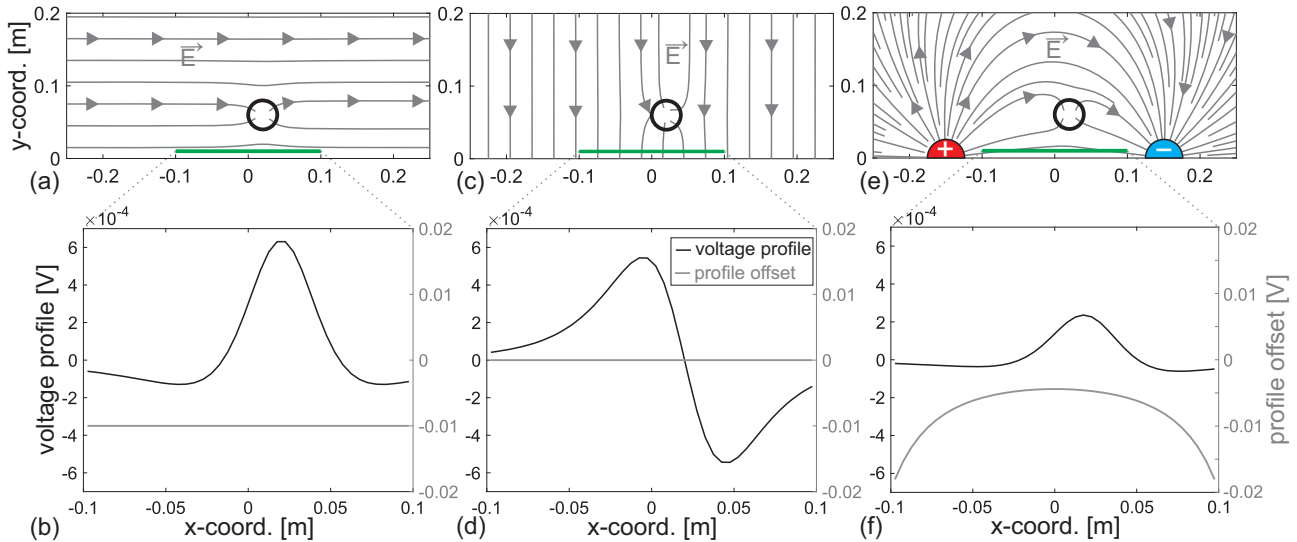 y-coord. [m]
0.2
0.1
0
E
-0.2 -0.1 0 0.1 0.2
(a)
0.2
0.1
0
E
-0.2 -0.1 0 0.1 0.2
(c)
0.2
0.1
0
E
+ −
-0.2 -0.1 0 0.1 0.2
(e)
voltage profile [V]
×10⁻⁴
6
4
2
0
-2
-4
-6
0.02
0.01
0
-0.01
-0.02
-0.1 -0.05 0 0.05 0.1
x-coord. [m]
(b)
×10⁻⁴
6
4
2
0
-2
-4
-6
voltage profile
profile offset
0.02
0.01
0
-0.01
-0.02
-0.1 -0.05 0 0.05 0.1
x-coord. [m]
(d)
×10⁻⁴
6
4
2
0
-2
-4
-6
0.02
0.01
0
-0.01
-0.02
profile offset [V]
-0.1 -0.05 0 0.05 0.1
x-coord. [m]
(f)